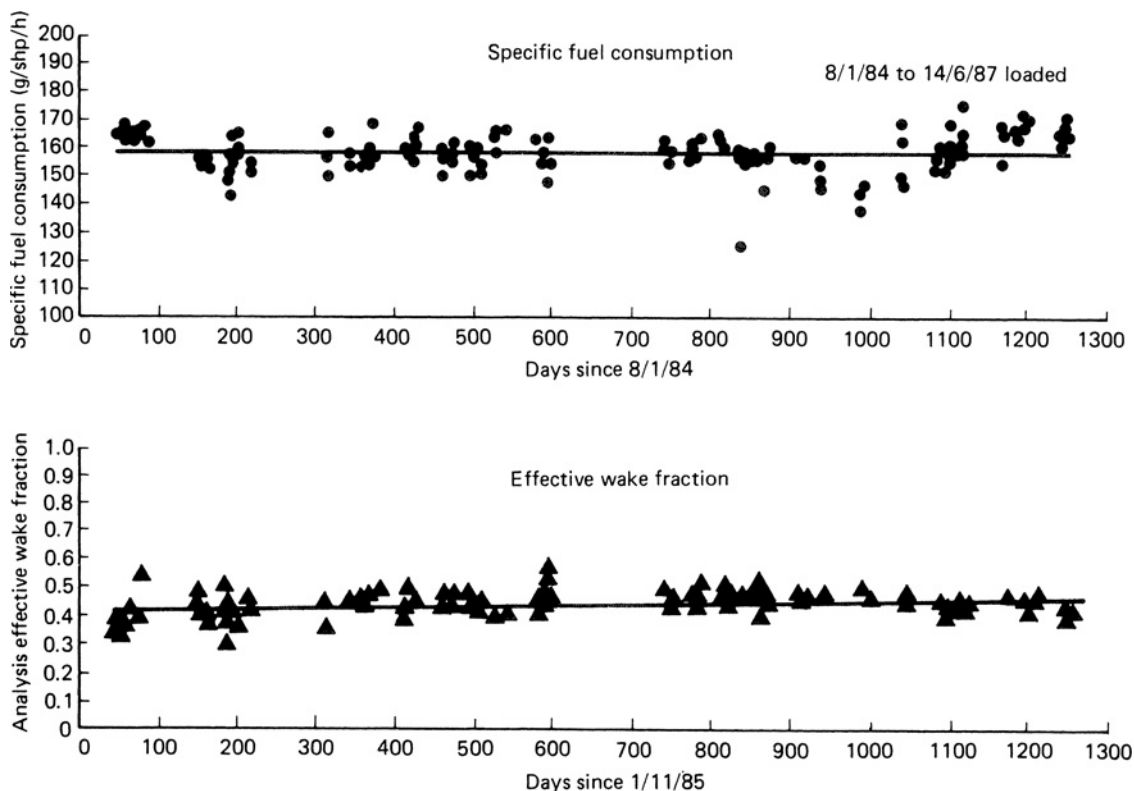 Specific fuel consumption (g/shp/h)
200
190
180
170
160
150
140
130
120
110
100
Specific fuel consumption
8/1/84 to 14/6/87 loaded
0 100 200 300 400 500 600 700 800 900 1000 1100 1200 1300
Days since 8/1/84
Analysis effective wake fraction
1.0
0.9
0.8
0.7
0.6
0.5
0.4
0.3
0.2
0.1
0
Effective wake fraction
0 100 200 300 400 500 600 700 800 900 1000 1100 1200 1300
Days since 1/11/85